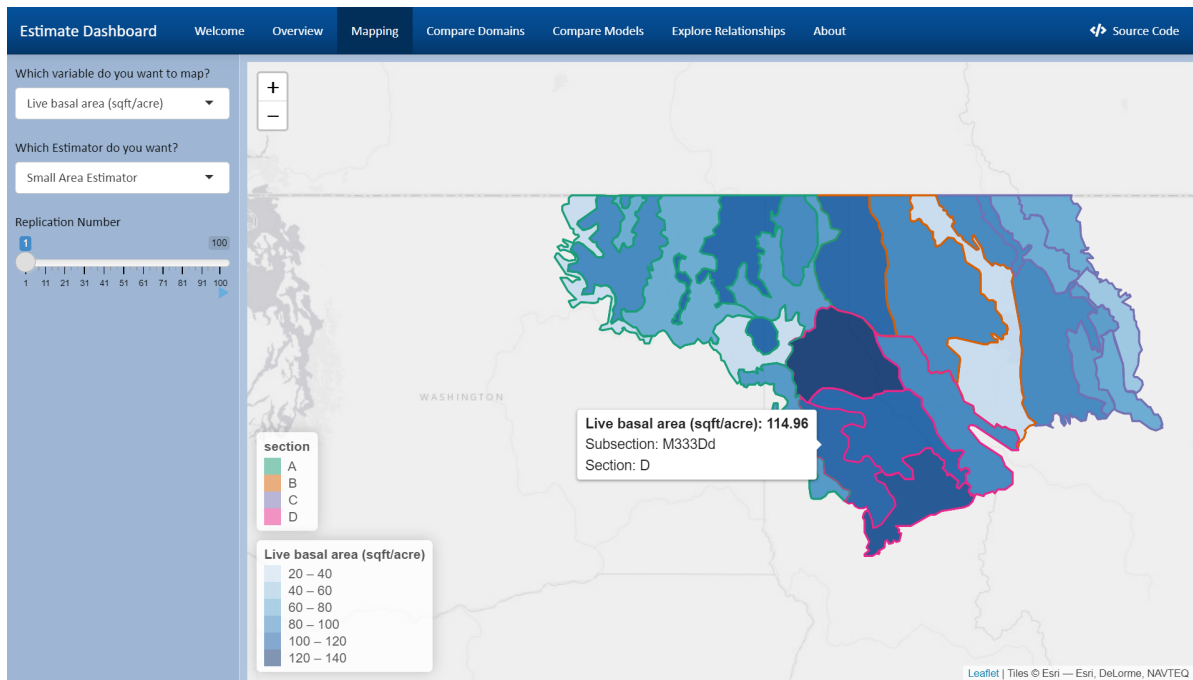 Estimate Dashboard Welcome Overview Mapping Compare Domains Compare Models Explore Relationships About Source Code
Which variable do you want to map?
Live basal area (sqft/acre)
Which Estimator do you want?
Small Area Estimator
Replication Number
1 100
1 11 21 31 41 51 61 71 81 91 100
+
−
WASHINGTON
Live basal area (sqft/acre): 114.96
Subsection: M333Dd
Section: D
section
A
B
C
D
Live basal area (sqft/acre)
20 – 40
40 – 60
60 – 80
80 – 100
100 – 120
120 – 140
Leaflet | Tiles © Esri — Esri, DeLorme, NAVTEQ